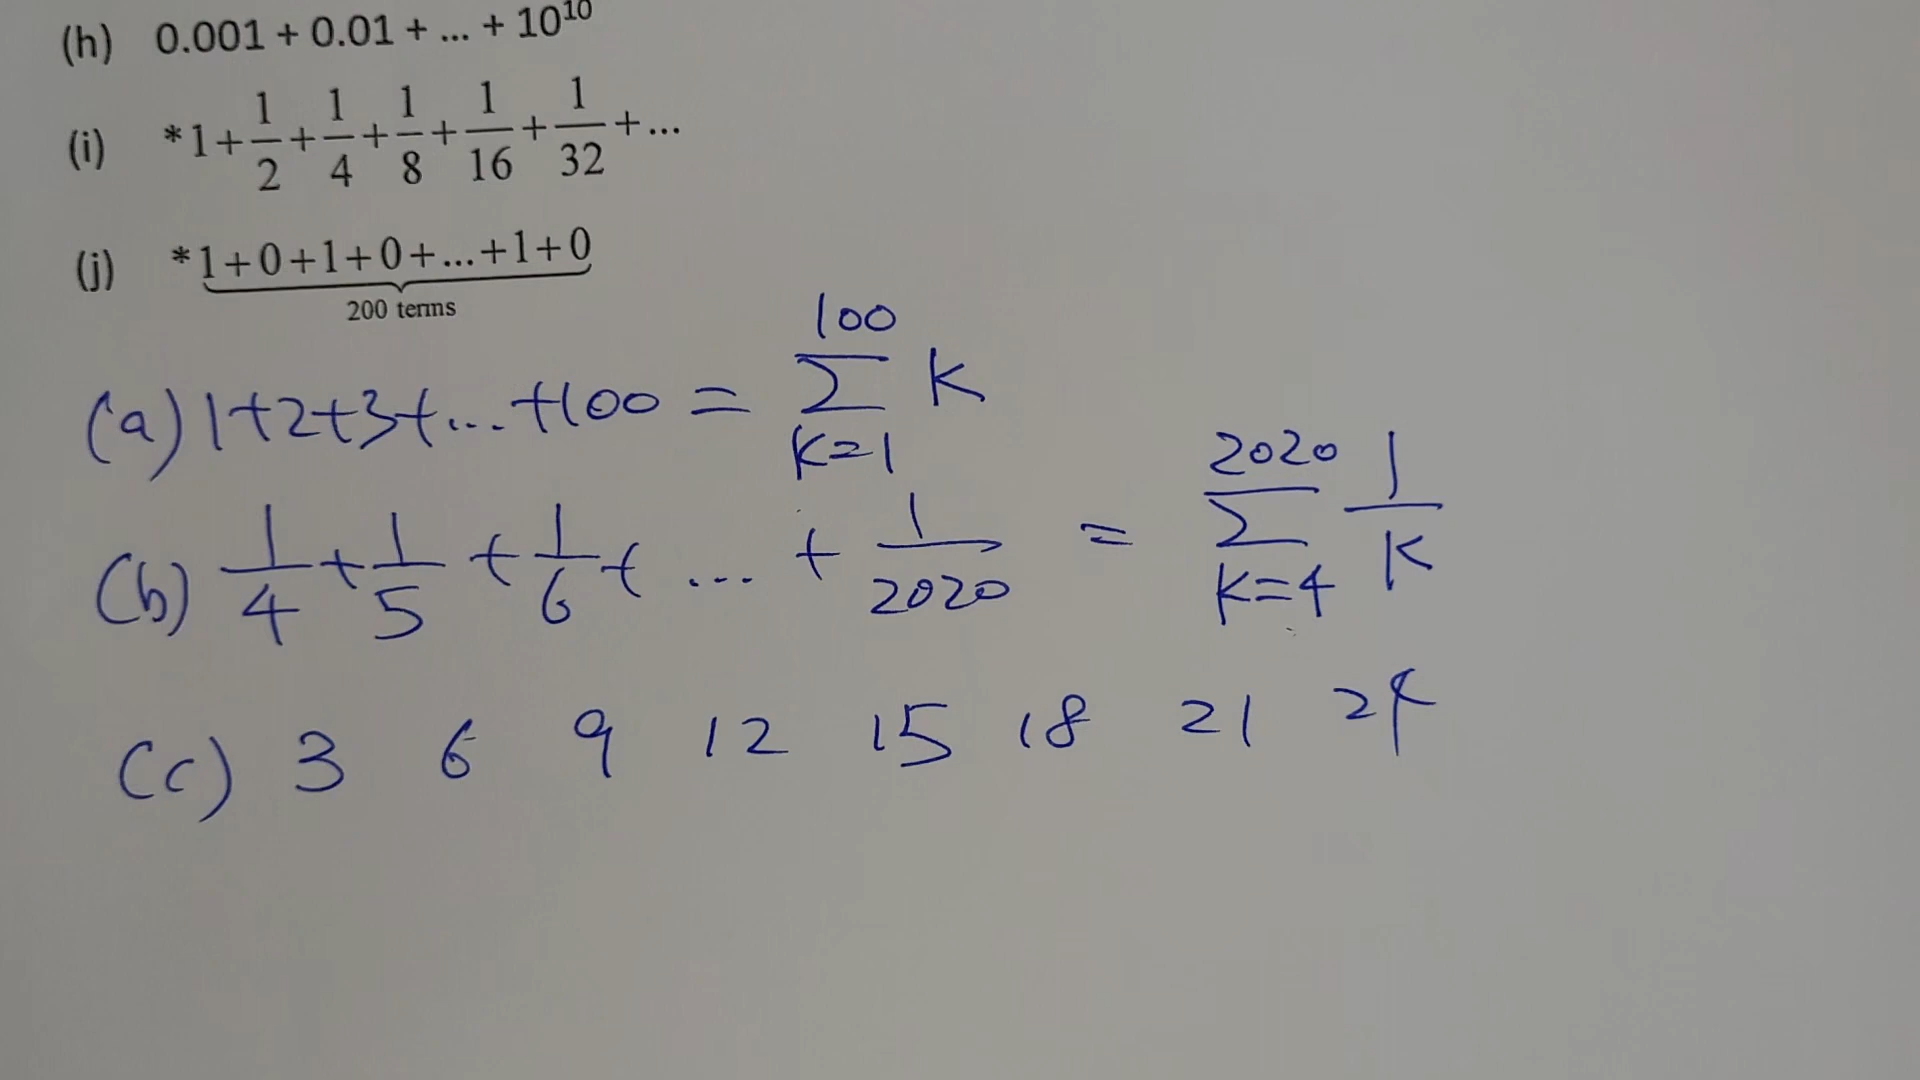 (h) 0.001 + 0.01 + ... + 10¹⁰
(i) *1+1/2+1/4+1/8+1/16+1/32+...
(j) *1+0+1+0+...+1+0
200 terms
(a) 1+2+3+...+100 = 100 Σ k=1 k
(b) 1/4+1/5+1/6+ ... + 1/2020 = 2020 Σ k=4 1/k
(c) 3 6 9 12 15 18 21 24